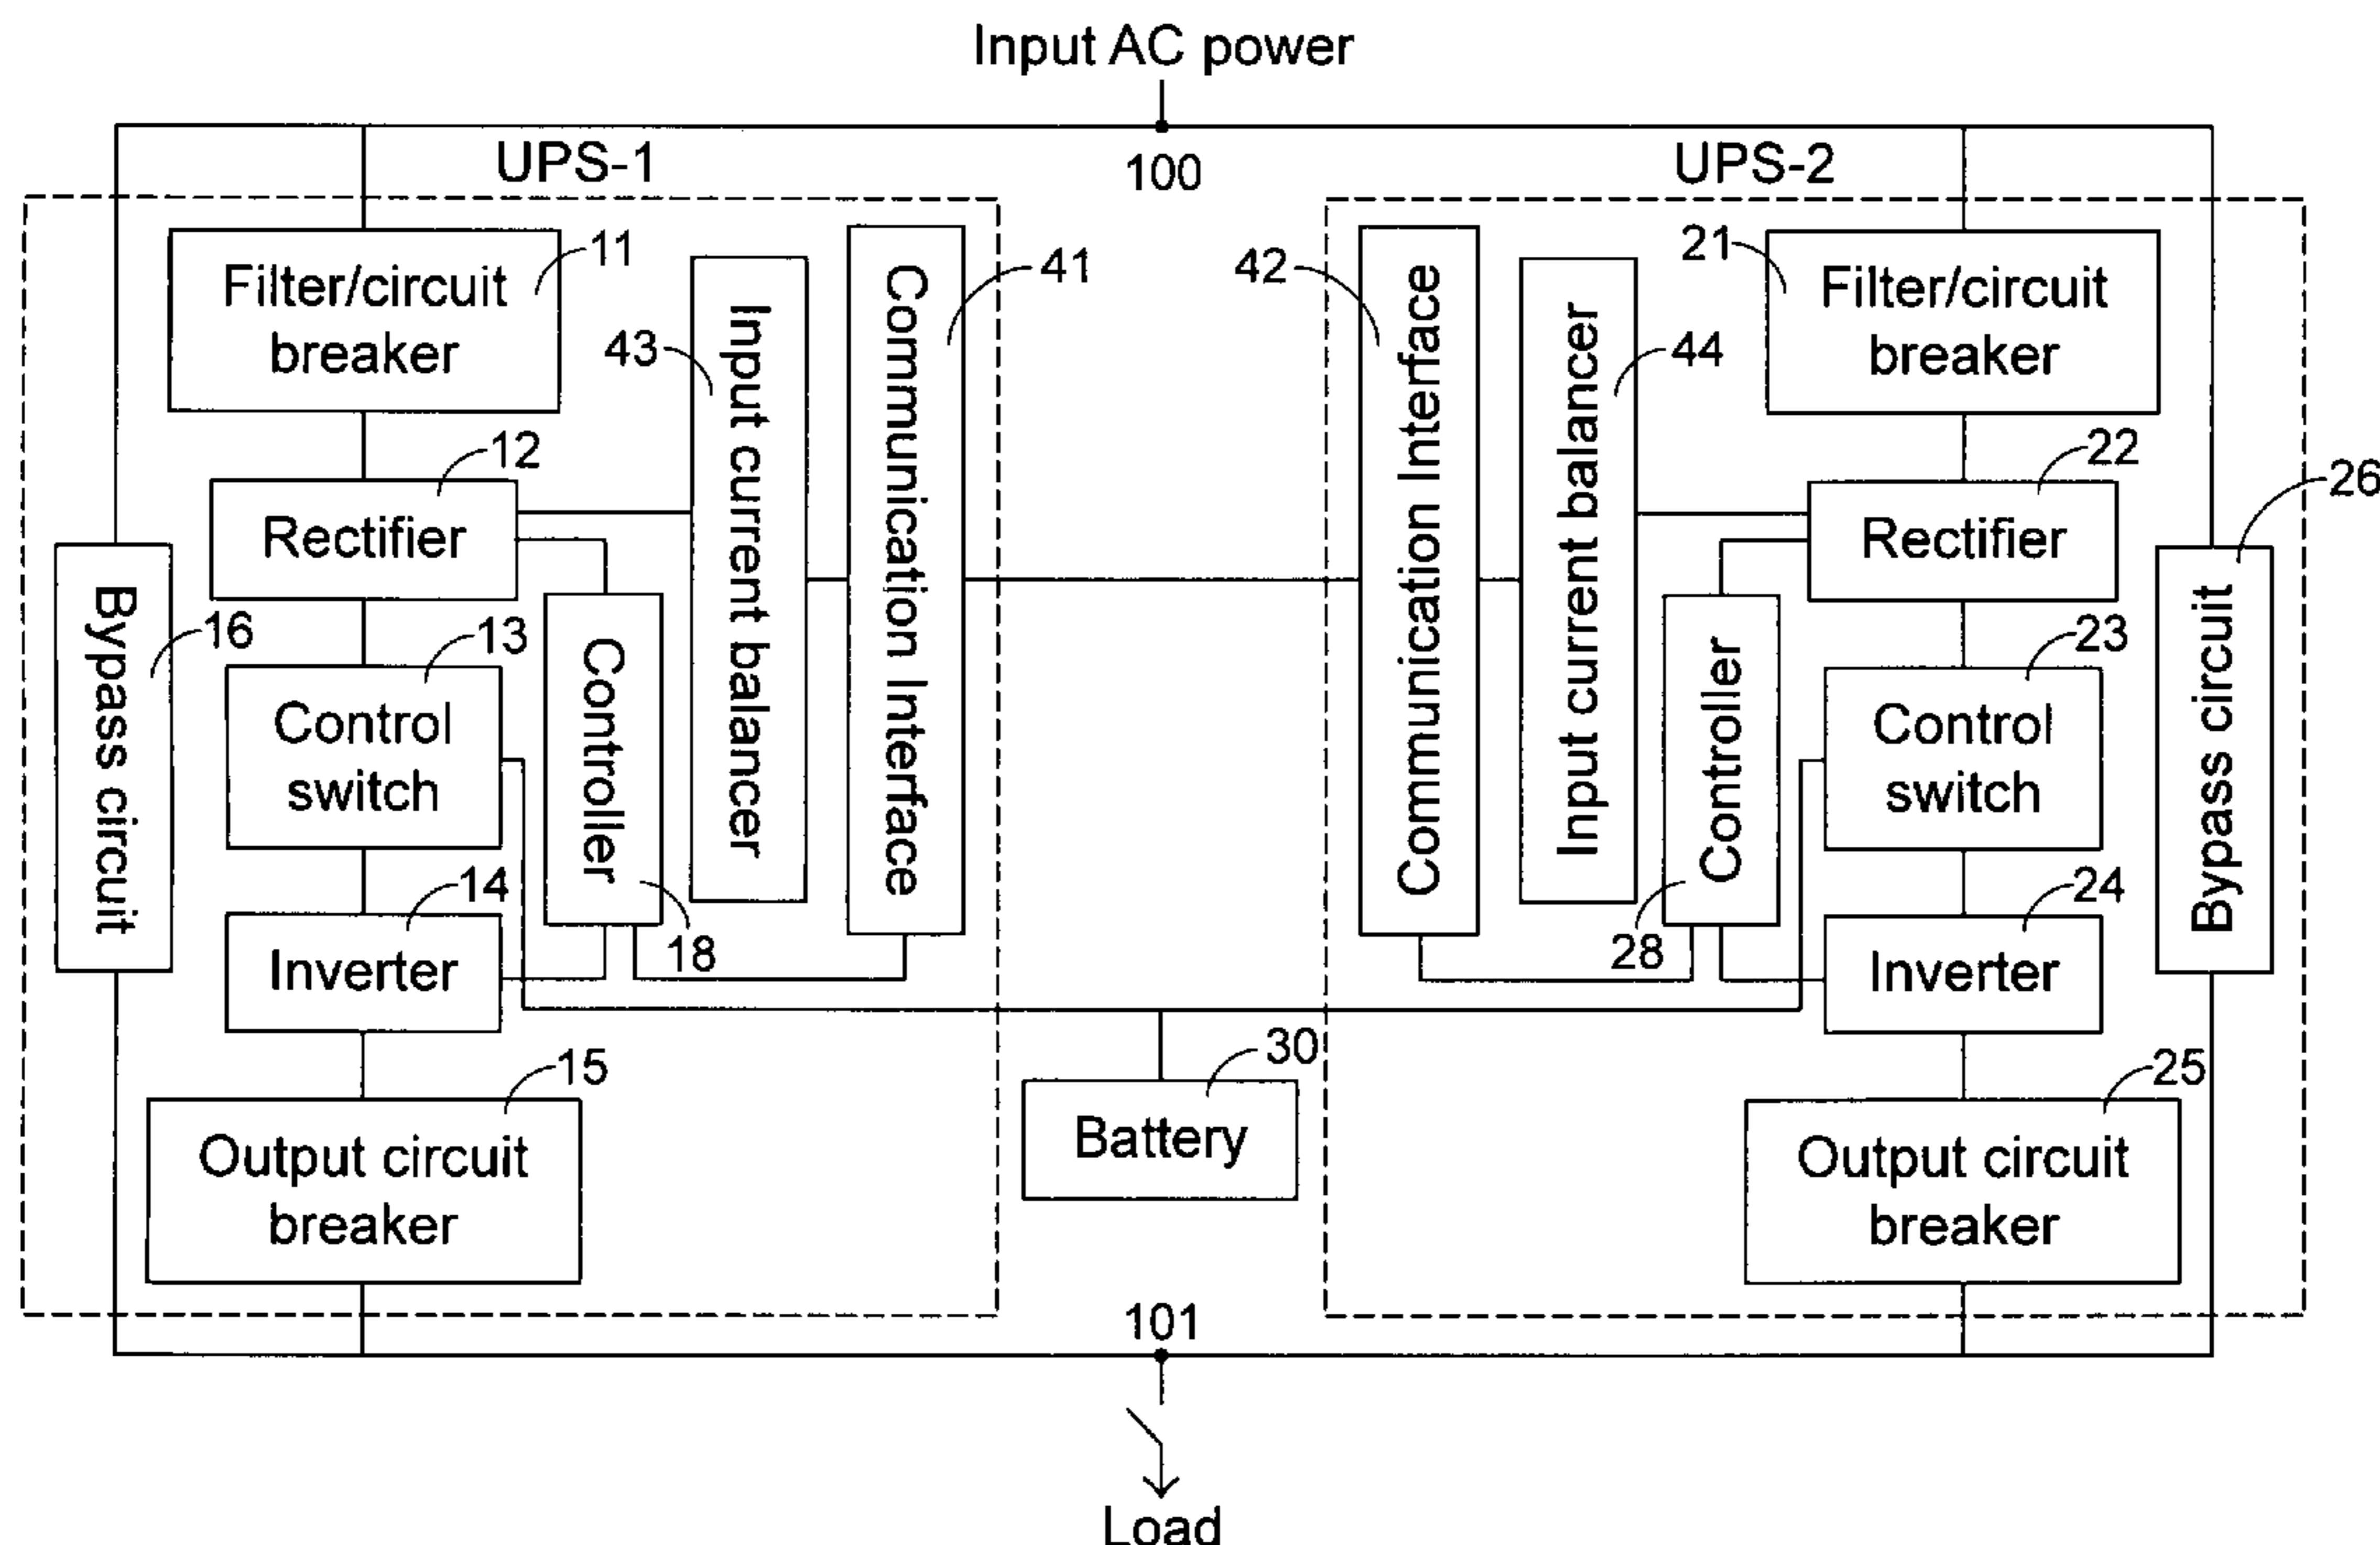 Input AC power
100
UPS-1
UPS-2
Filter/circuit
breaker
11
43
Input current balancer
Communication Interface
41
42
Communication Interface
Input current balancer
44
21
Filter/circuit
breaker
12
Rectifier
22
Rectifier
26
Bypass circuit
16
13
Control
switch
Controller
18
Controller
28
23
Control
switch
Bypass circuit
14
Inverter
24
Inverter
30
Battery
15
Output circuit
breaker
25
Output circuit
breaker
101
Load